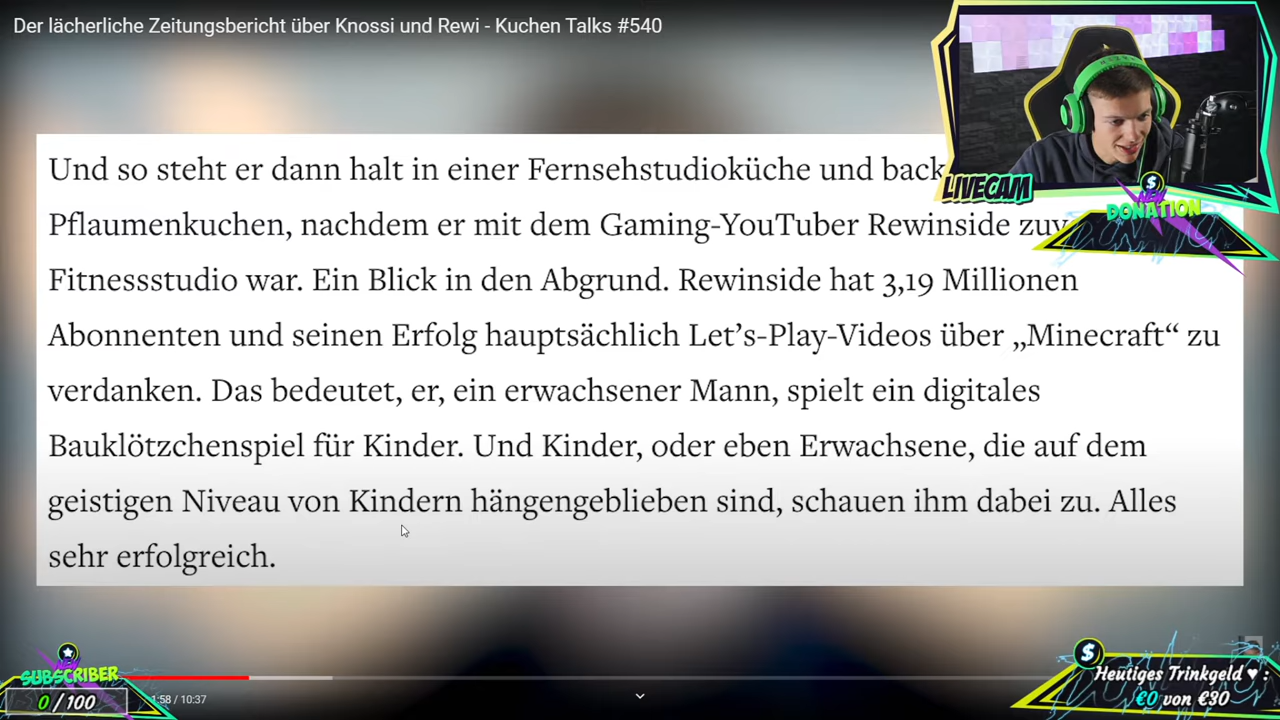 Der lächerliche Zeitungsbericht über Knossi und Rewi - Kuchen Talks #540
Und so steht er dann halt in einer Fernsehstudioküche und
Pflaumenkuchen, nachdem er mit dem Gaming-YouTuber Rewinside
Fitnessstudio war. Ein Blick in den Abgrund. Rewinside hat 3,19 Millionen
Abonnenten und seinen Erfolg hauptsächlich Let’s-Play-Videos über „Minecraft“ zu
verdanken. Das bedeutet, er, ein erwachsener Mann, spielt ein digitales
Bauklötzchenspiel für Kinder. Und Kinder, oder eben Erwachsene, die auf dem
geistigen Niveau von Kindern hängengeblieben sind, schauen ihm dabei zu. Alles
sehr erfolgreich.
LIVECAM
$
NEW
DONATION
NEW
SUBSCRIBER
0 / 100
1:58 / 10:37
$
Heutiges Trinkgeld ♥ :
€0 von €30